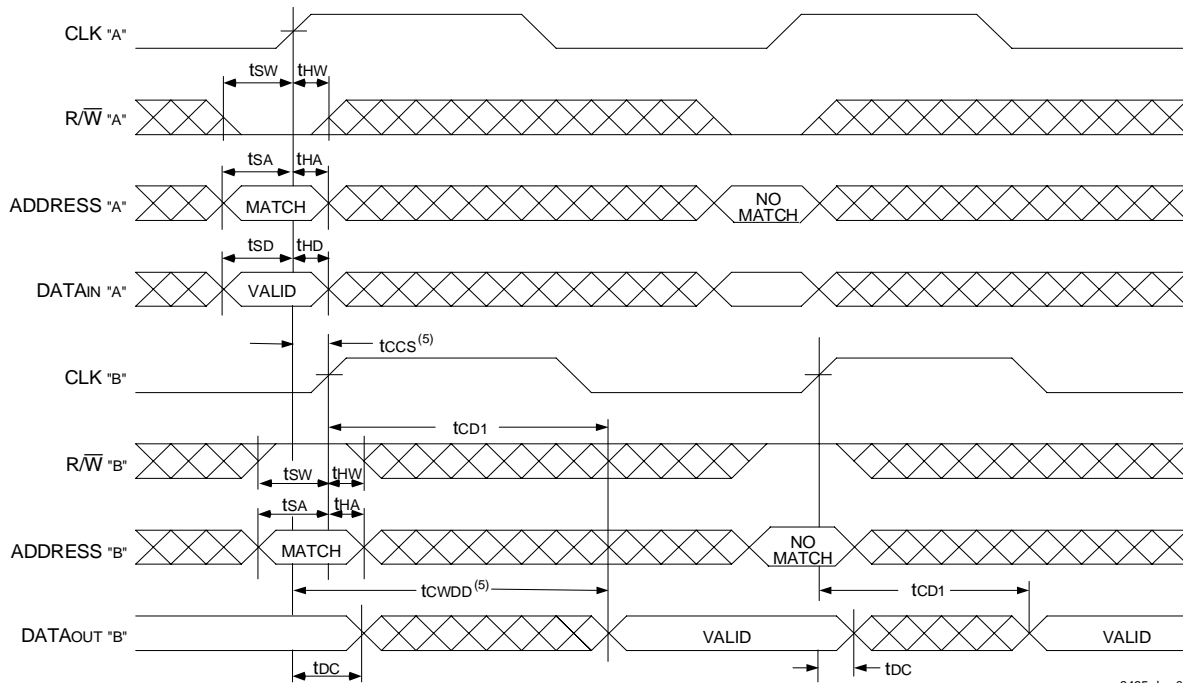 CLK "A"
tSW tHW
R/W̅ "A"
tSA tHA
ADDRESS "A" MATCH NO MATCH
tSD tHD
DATAIN "A" VALID
tCCS(5)
CLK "B"
tCD1
R/W̅ "B"
tSW tHW
tSA tHA
ADDRESS "B" MATCH NO MATCH
tCWDD(5) tCD1
DATAOUT "B" VALID VALID
tDC tDC